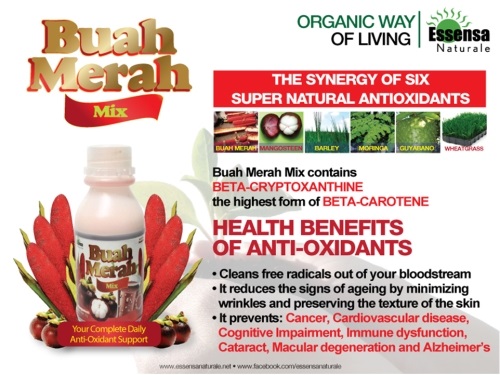 Buah
Merah
Mix
ORGANIC WAY
OF LIVING
Essensa
Naturale
THE SYNERGY OF SIX
SUPER NATURAL ANTIOXIDANTS
BUAH MERAH MANGOSTEEN BARLEY MORINGA GUYABANO WHEATGRASS
Buah Merah Mix contains
BETA-CRYPTOXANTHINE
the highest form of BETA-CAROTENE
HEALTH BENEFITS
OF ANTI-OXIDANTS
• Cleans free radicals out of your bloodstream
• It reduces the signs of ageing by minimizing
wrinkles and preserving the texture of the skin
• It prevents: Cancer, Cardiovascular disease,
Cognitive Impairment, Immune dysfunction,
Cataract, Macular degeneration and Alzheimer's
Buah
Merah
Mix
Your Complete Daily
Anti-Oxidant Support
www.essensanaturale.net • www.facebook.com/essensanaturale